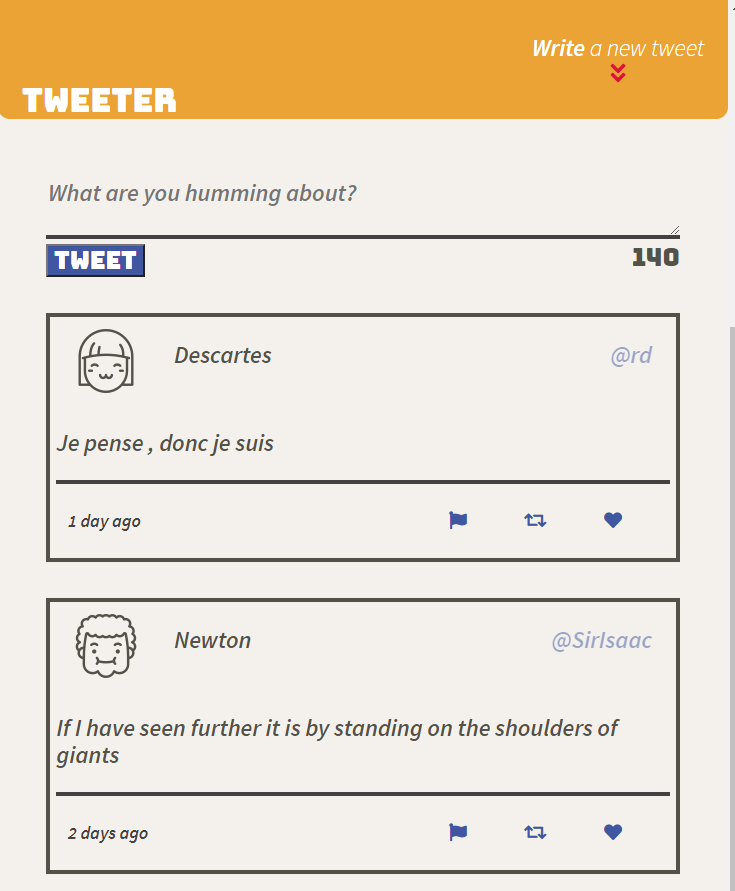 Write a new tweet
TWEETER
What are you humming about?
TWEET
140
Descartes
@rd
Je pense , donc je suis
1 day ago
Newton
@SirIsaac
If I have seen further it is by standing on the shoulders of
giants
2 days ago